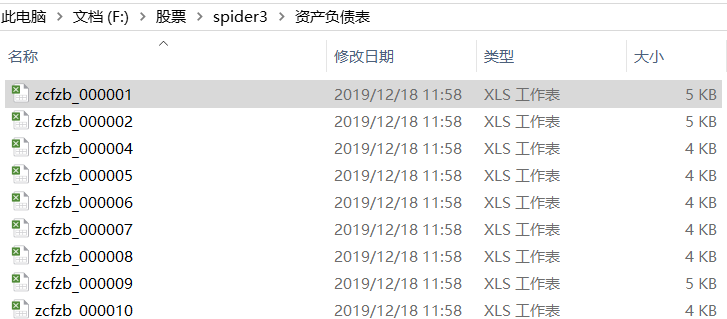 此电脑 > 文档 (F:) > 股票 > spider3 > 资产负债表
名称 修改日期 类型 大小
zcfzb_000001 2019/12/18 11:58 XLS 工作表 5 KB
zcfzb_000002 2019/12/18 11:58 XLS 工作表 5 KB
zcfzb_000004 2019/12/18 11:58 XLS 工作表 4 KB
zcfzb_000005 2019/12/18 11:58 XLS 工作表 4 KB
zcfzb_000006 2019/12/18 11:58 XLS 工作表 4 KB
zcfzb_000007 2019/12/18 11:58 XLS 工作表 4 KB
zcfzb_000008 2019/12/18 11:58 XLS 工作表 4 KB
zcfzb_000009 2019/12/18 11:58 XLS 工作表 5 KB
zcfzb_000010 2019/12/18 11:58 XLS 工作表 4 KB